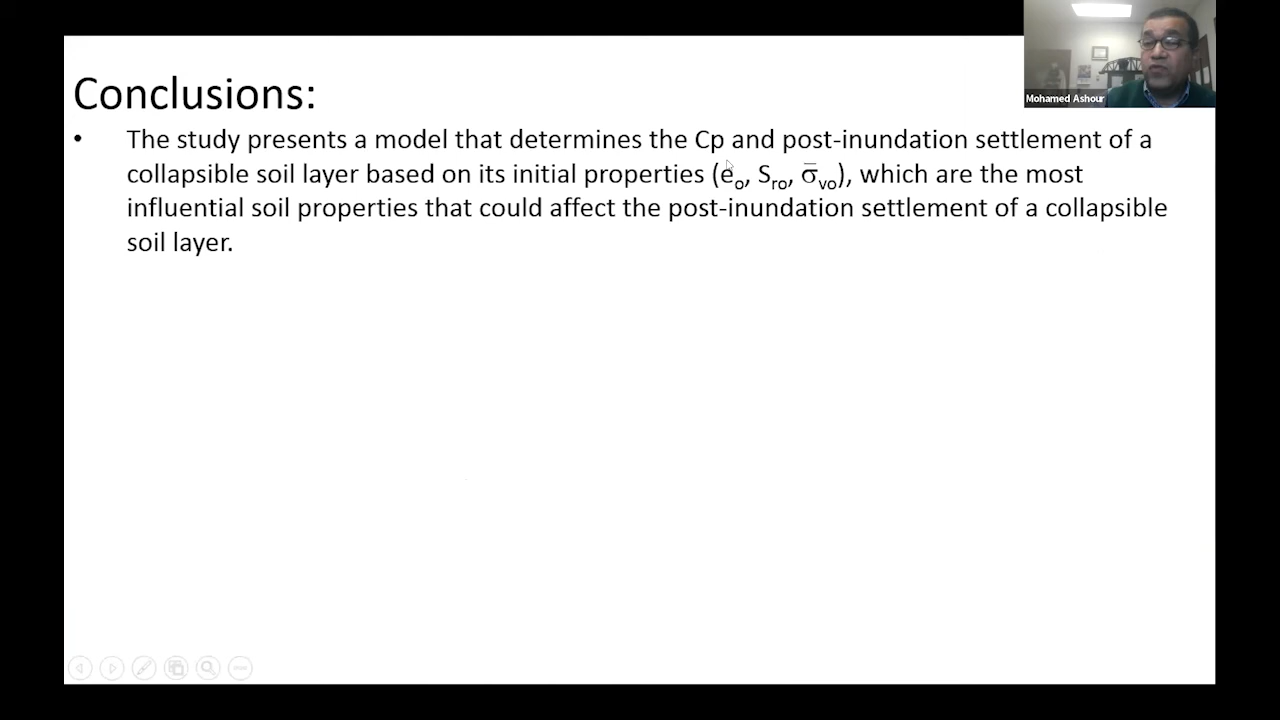 Conclusions:
• The study presents a model that determines the Cp and post-inundation settlement of a
collapsible soil layer based on its initial properties (eₒ, Sᵣₒ, σ̅ᵥₒ), which are the most
influential soil properties that could affect the post-inundation settlement of a collapsible
soil layer.
Mohamed Ashour